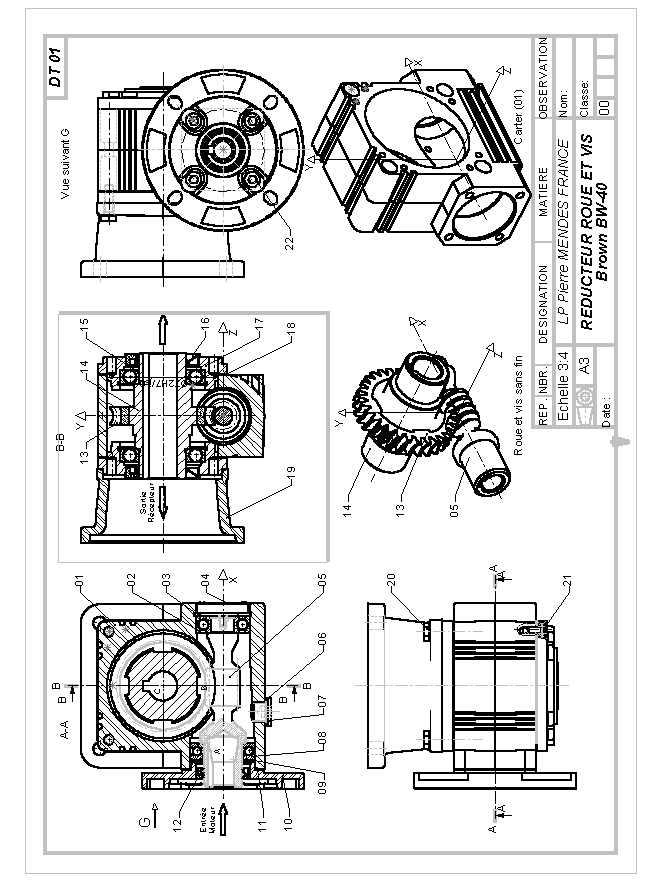 DT 01
Vue suivant G
22
Y
X
Z
Carter (01)
B-B
15
14
Y
13
16
Z
17
18
19
Sortie
Récepteur
Y
X
Z
14
13
05
Roue et vis sans fin
A-A
B
B
B
B
01
02
03
04
X
05
06
07
08
09
10
11
12
G
Entrée
Moteur
A
B
C
20
21
A
A
A
A
REP.
NBR.
DESIGNATION
MATIERE
OBSERVATION
Echelle 3:4
LP Pierre MENDES FRANCE
Nom:
A3
REDUCTEUR ROUE ET VIS
Brown BW-40
Classe:
Date :
00